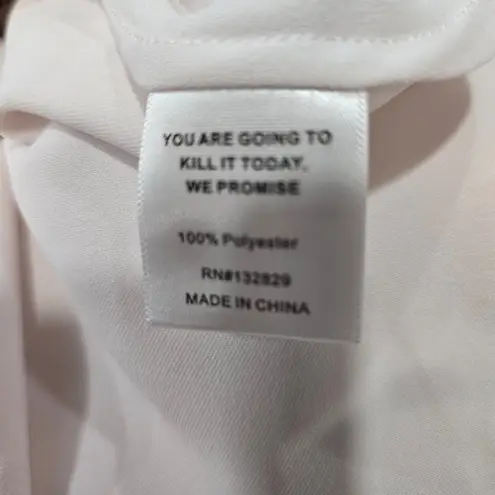 YOU ARE GOING TO
KILL IT TODAY.
WE PROMISE
100% Polyester
RN#132829
MADE IN CHINA